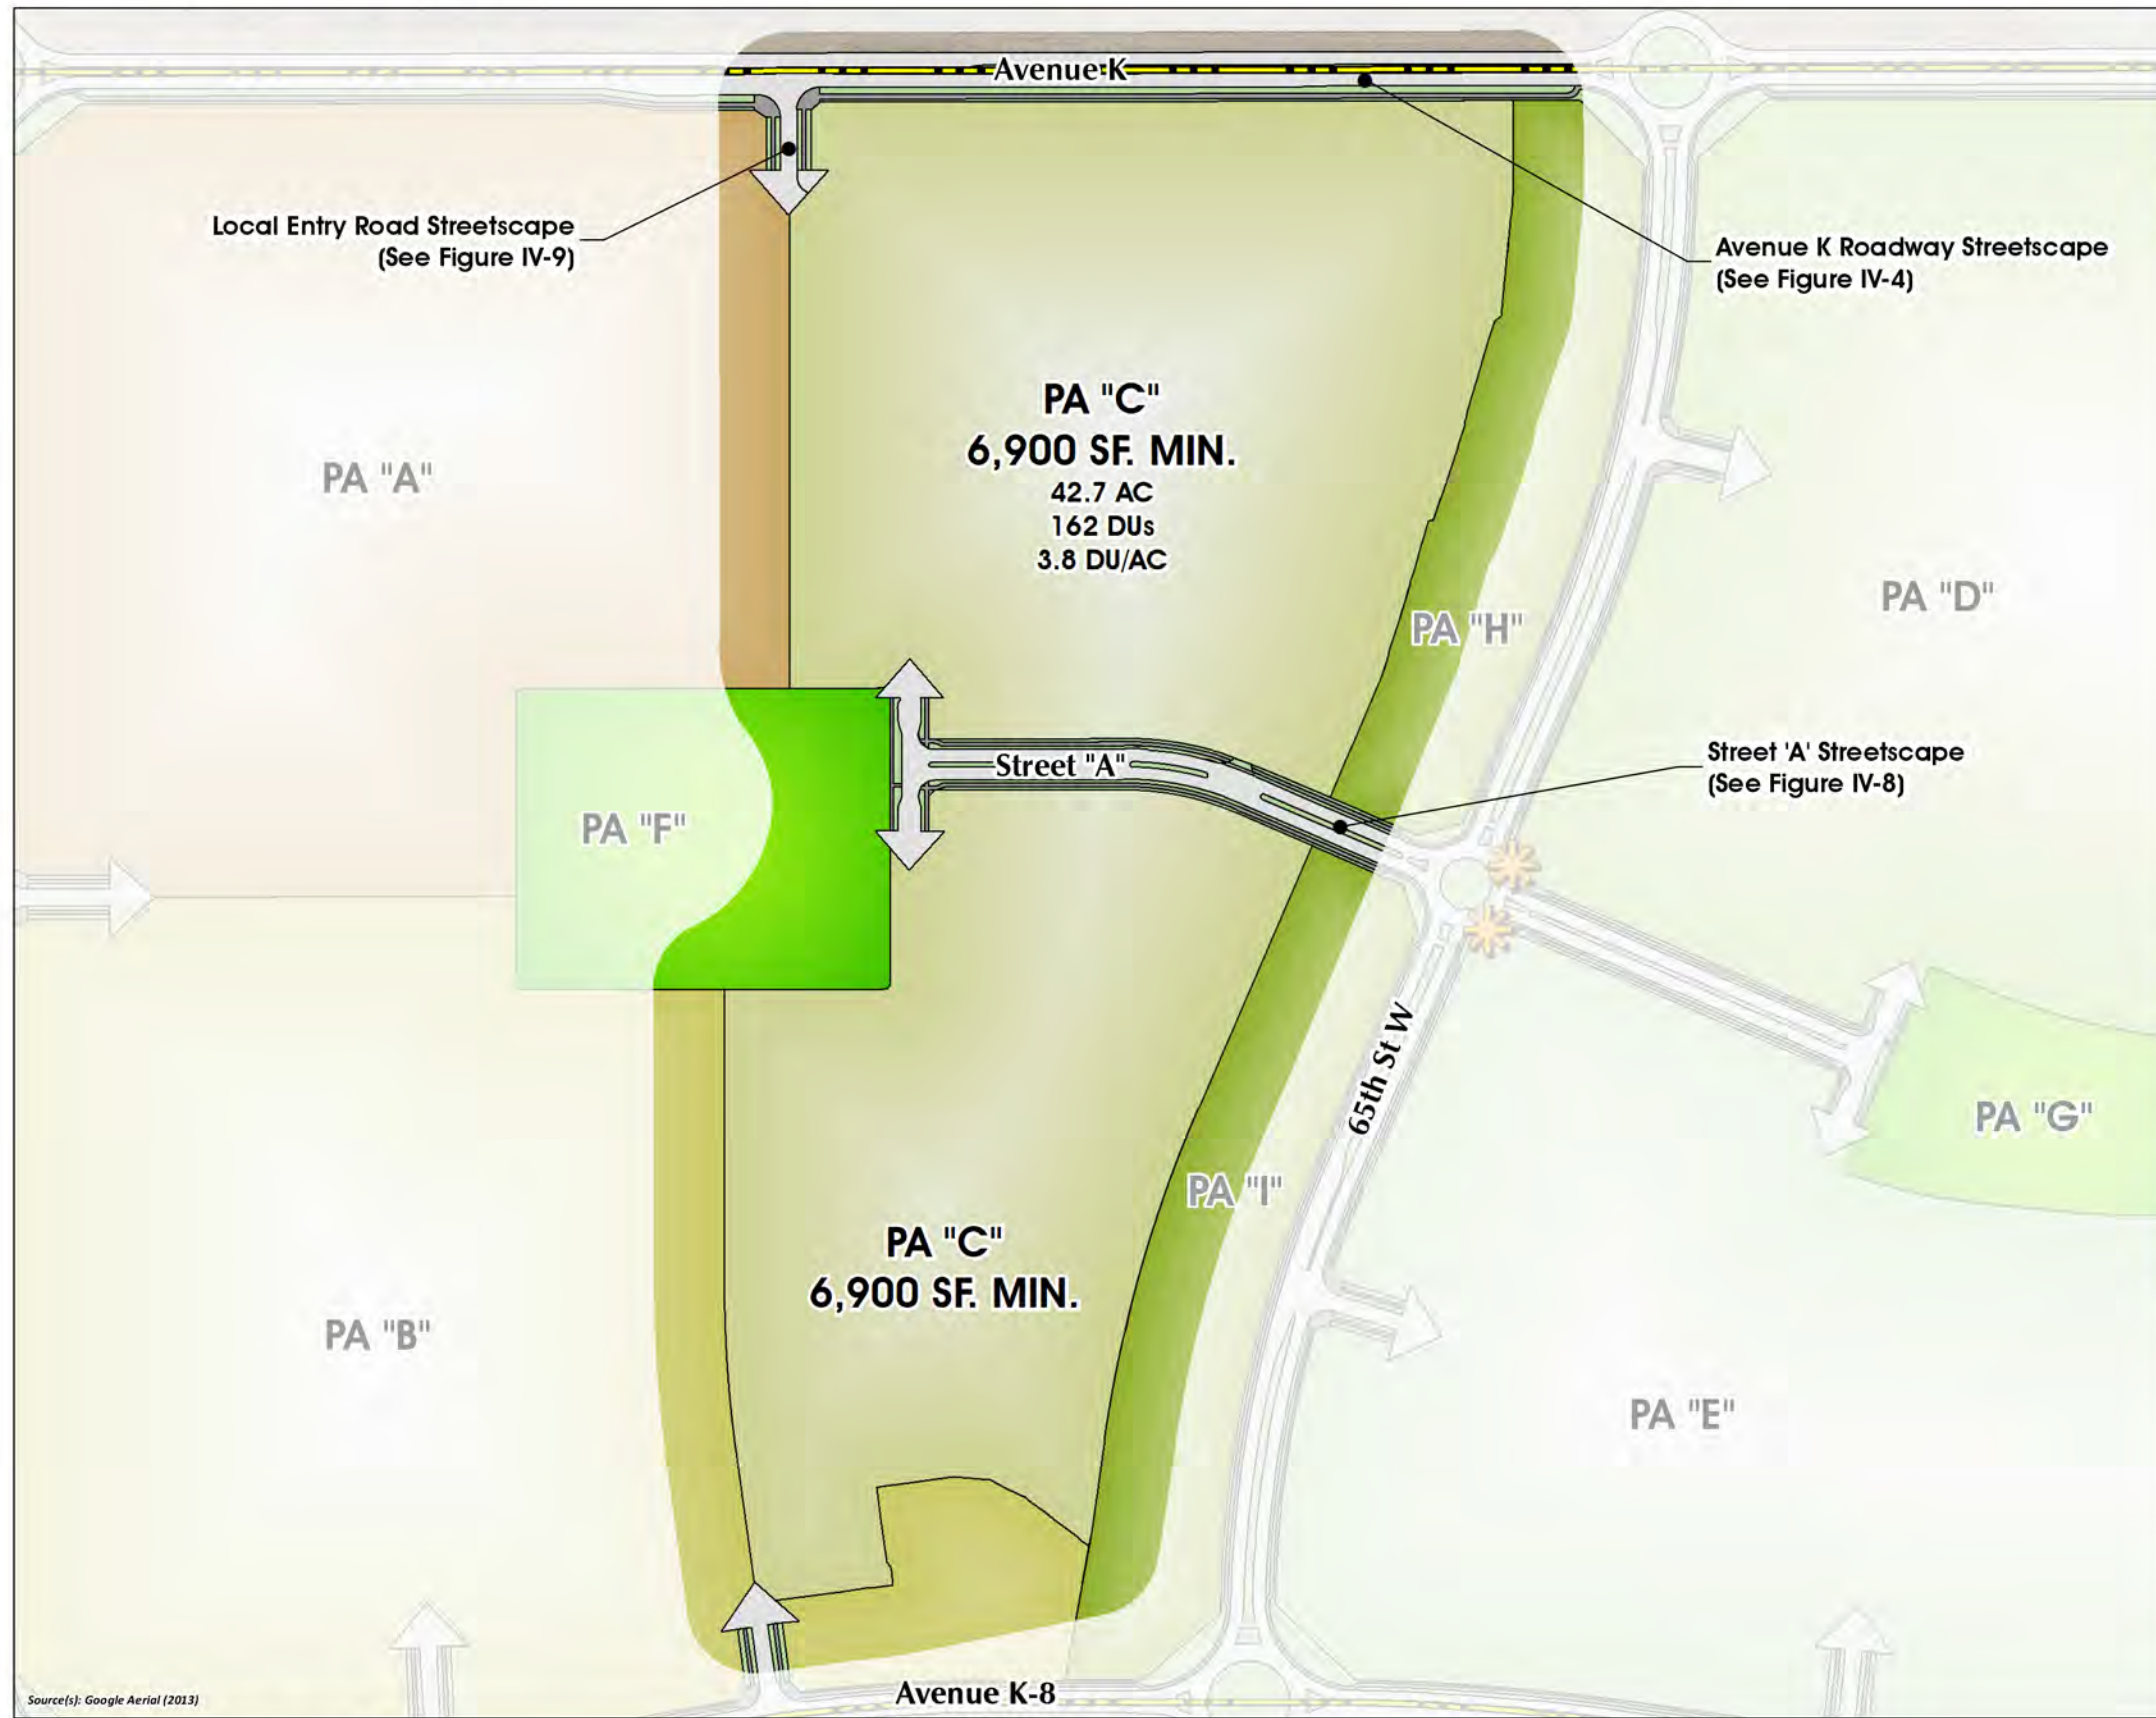 Avenue K
Local Entry Road Streetscape
(See Figure IV-9)
Avenue K Roadway Streetscape
(See Figure IV-4)
PA "C"
6,900 SF. MIN.
42.7 AC
162 DUs
3.8 DU/AC
PA "A"
PA "D"
PA "H"
Street "A"
Street 'A' Streetscape
(See Figure IV-8)
PA "F"
65th St W
PA "G"
PA "I"
PA "C"
6,900 SF. MIN.
PA "B"
PA "E"
Avenue K-8
Source(s): Google Aerial (2013)